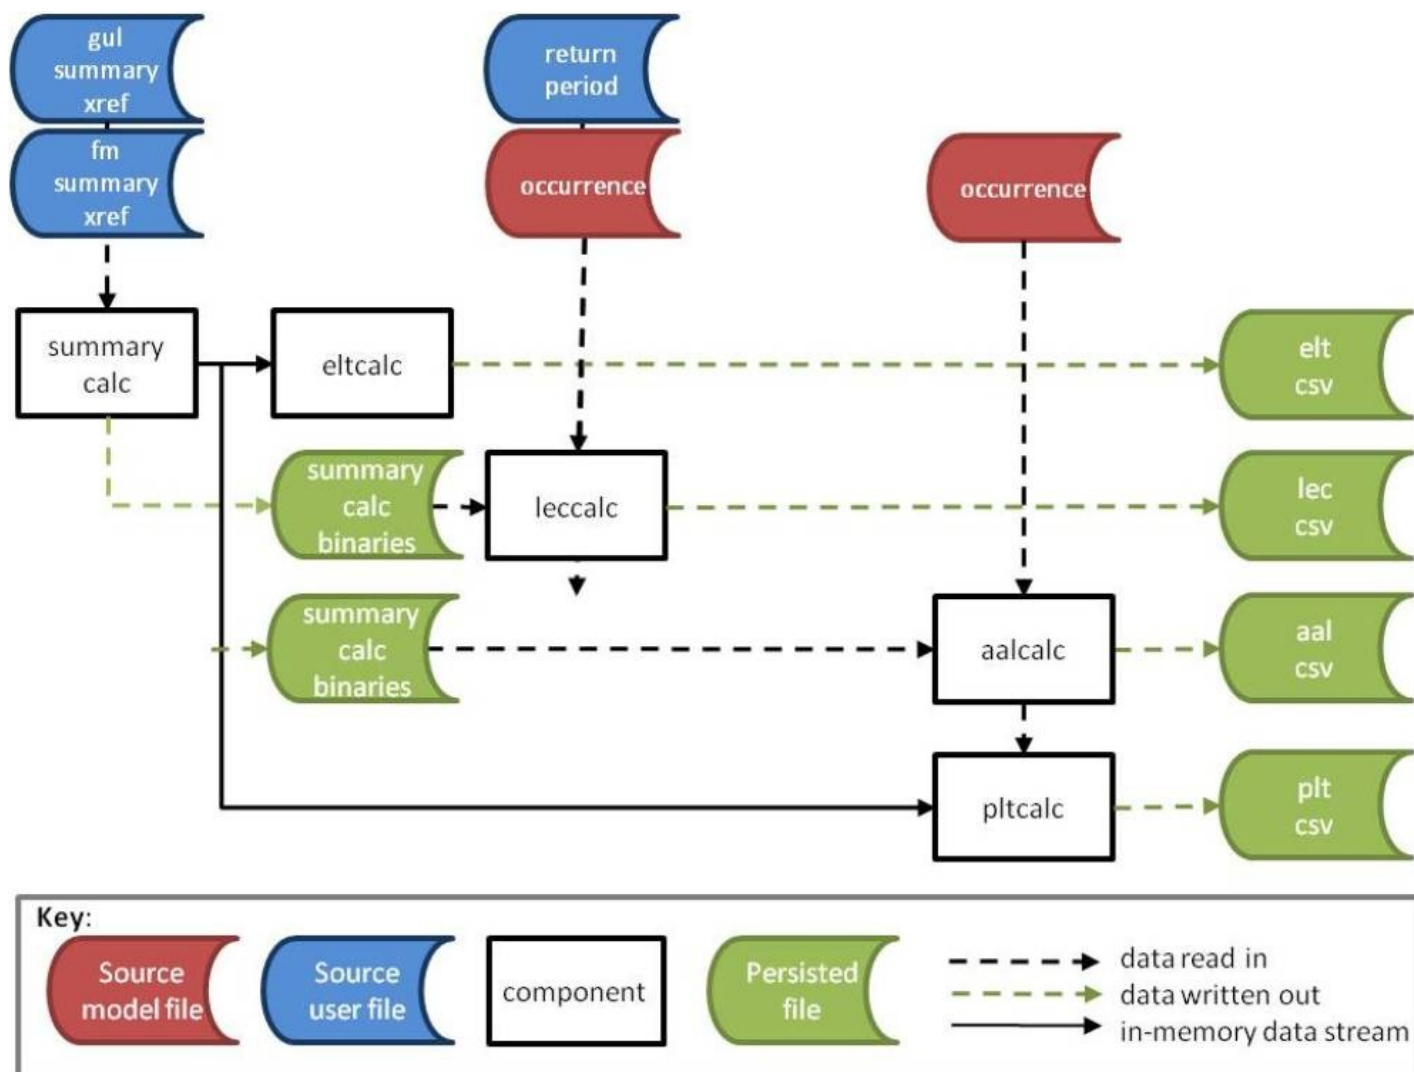 gul
summary
xref
return
period
fm
summary
xref
occurrence
occurrence
summary
calc
eltcalc
elt
csv
summary
calc
binaries
leccalc
lec
csv
summary
calc
binaries
aalcalc
aal
csv
pltcalc
plt
csv
Key:
Source
model file
Source
user file
component
Persisted
file
data read in
data written out
in-memory data stream